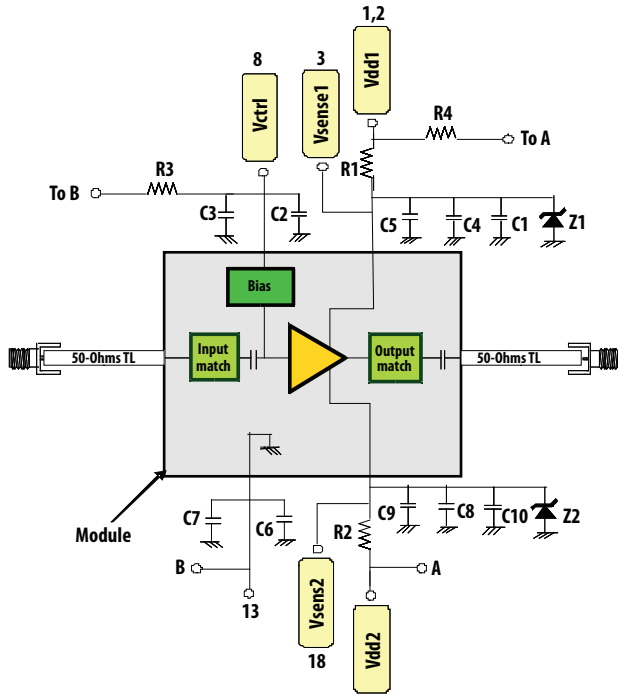 1,2
8
3
Vdd1
Vctrl
Vsense1
R4
To A
R1
R3
To B
C3
C2
C5
C4
C1
Z1
Bias
50-Ohms TL
Input
match
Output
match
50-Ohms TL
Module
C7
C6
R2
C9
C8
C10
Z2
B
A
13
Vsens2
18
Vdd2